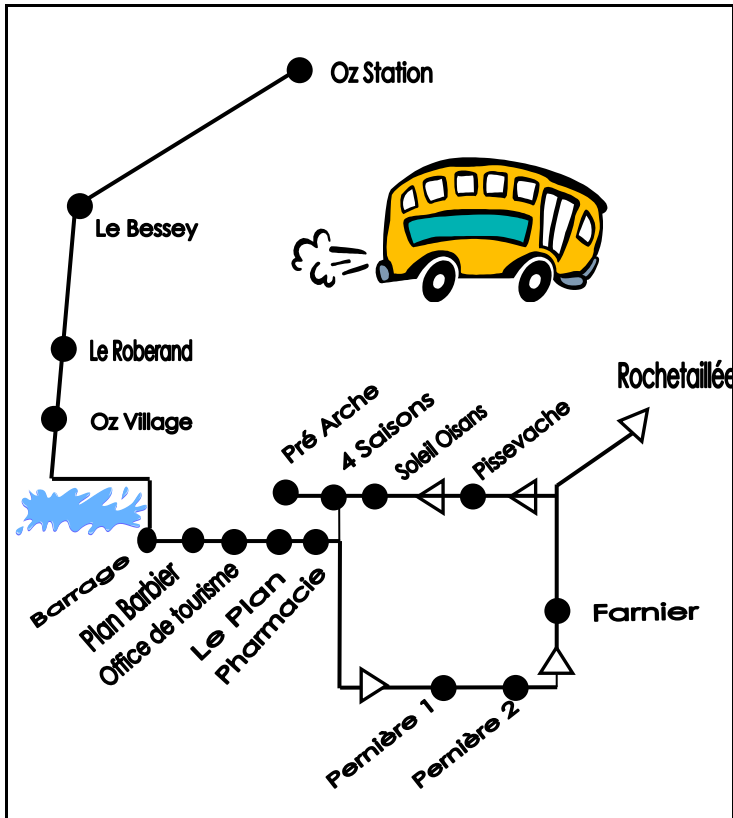 Oz Station
Le Bessey
Le Roberand
Oz Village
Rochetaillée
Pré Arche
4 Saisons
Soleil Oisans
Pissevache
Barrage
Plan Barbier
Office de tourisme
Le Plan
Pharmacie
Farnier
Pernière 1
Pernière 2